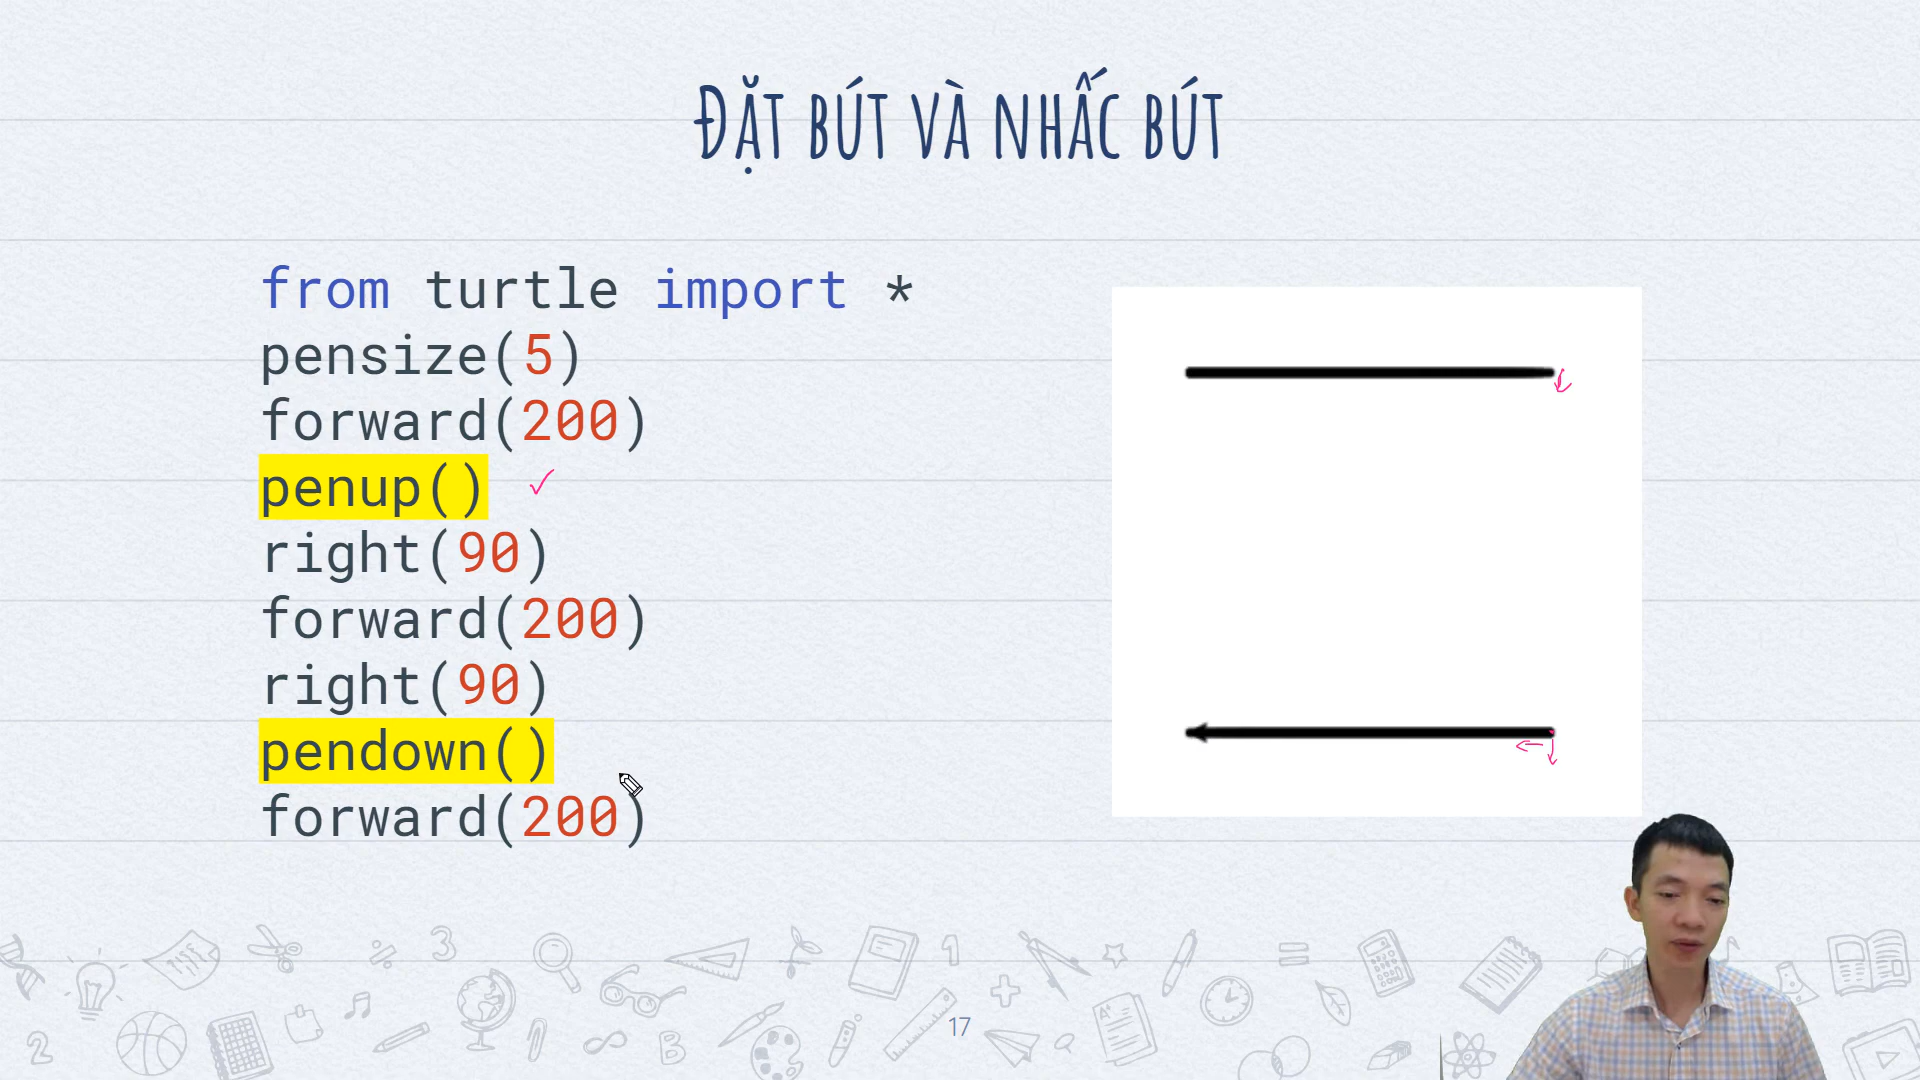 ĐẶT BÚT VÀ NHẤC BÚT
from turtle import *
pensize(5)
forward(200)
penup()
right(90)
forward(200)
right(90)
pendown()
forward(200)
17